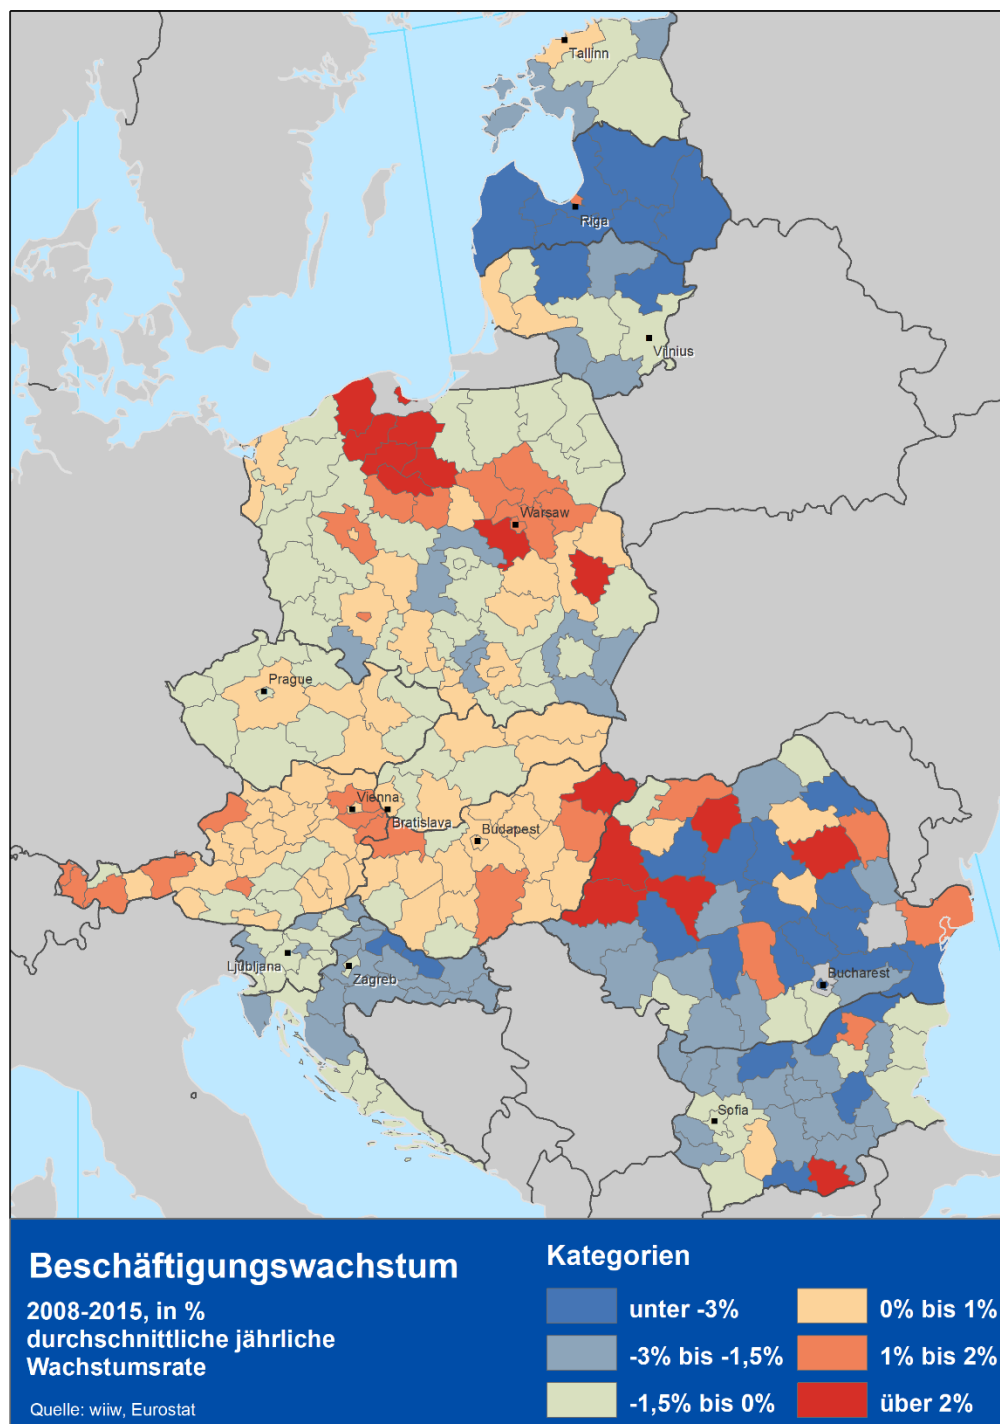 Tallinn
Riga
Vilnius
Warsaw
Prague
Vienna
Bratislava
Budapest
Ljubljana
Zagreb
Bucharest
Sofia
Beschäftigungswachstum
2008-2015, in %
durchschnittliche jährliche
Wachstumsrate
Quelle: wiiw, Eurostat
Kategorien
unter -3%
-3% bis -1,5%
-1,5% bis 0%
0% bis 1%
1% bis 2%
über 2%